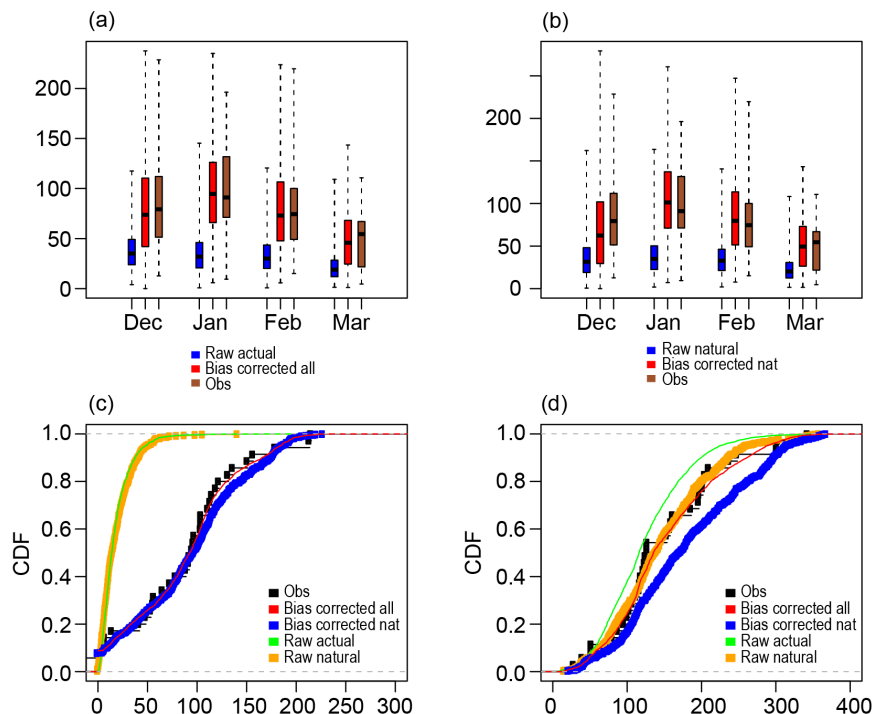 (a)
200
150
100
50
0
Dec Jan Feb Mar
Raw actual
Bias corrected all
Obs
(b)
200
100
50
0
Dec Jan Feb Mar
Raw natural
Bias corrected nat
Obs
(c)
CDF
1.0
0.8
0.6
0.4
0.2
0.0
Obs
Bias corrected all
Bias corrected nat
Raw actual
Raw natural
0 50 100 150 200 250 300
(d)
CDF
1.0
0.8
0.6
0.4
0.2
0.0
Obs
Bias corrected all
Bias corrected nat
Raw actual
Raw natural
0 100 200 300 400